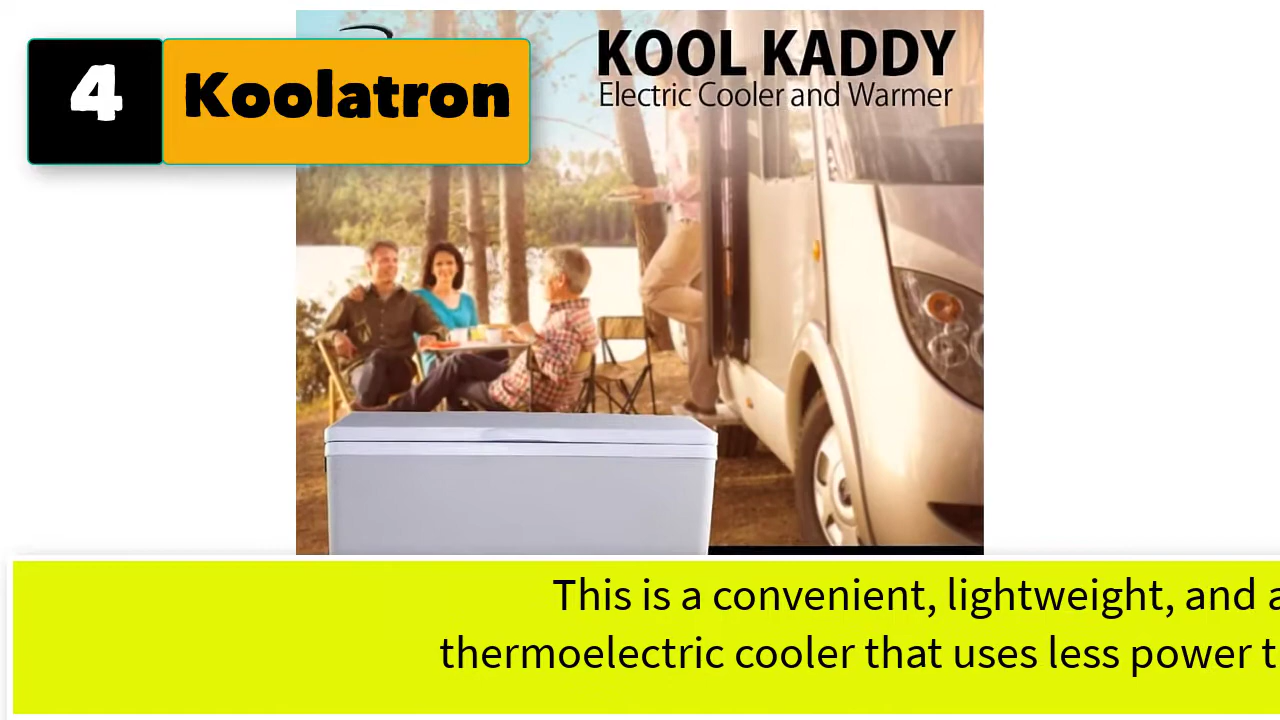 4 Koolatron
KOOL KADDY
Electric Cooler and Warmer
This is a convenient, lightweight, and
thermoelectric cooler that uses less power